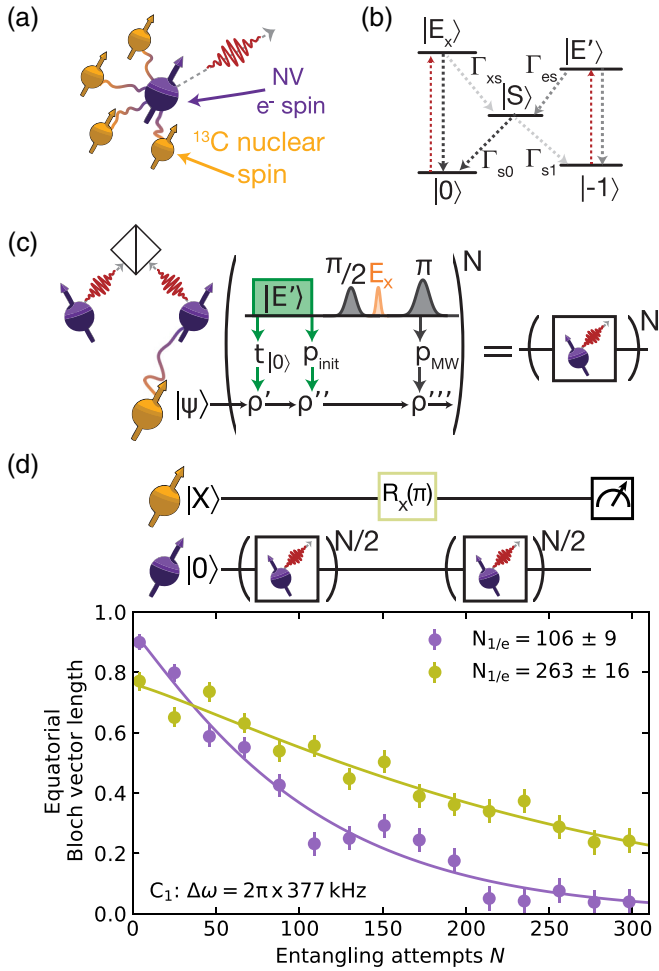 (a)
NV
e⁻ spin
¹³C nuclear
spin
(b)
|Eₓ⟩
|E'⟩
Γₓₛ
Γₑₛ
|S⟩
Γₛ₀
Γₛ₁
|0⟩
|-1⟩
(c)
π/2
Eₓ
π
N
|E'⟩
t|0⟩
p_init
p_MW
=
( )N
|ψ⟩
ρ'
ρ''
ρ'''
(d)
|X⟩
Rₓ(π)
|0⟩
( )N/2
( )N/2
N₁/ₑ = 106 ± 9
N₁/ₑ = 263 ± 16
1.0
0.8
0.6
0.4
0.2
0.0
Equatorial
Bloch vector length
C₁: Δω = 2π x 377 kHz
0 50 100 150 200 250 300
Entangling attempts N